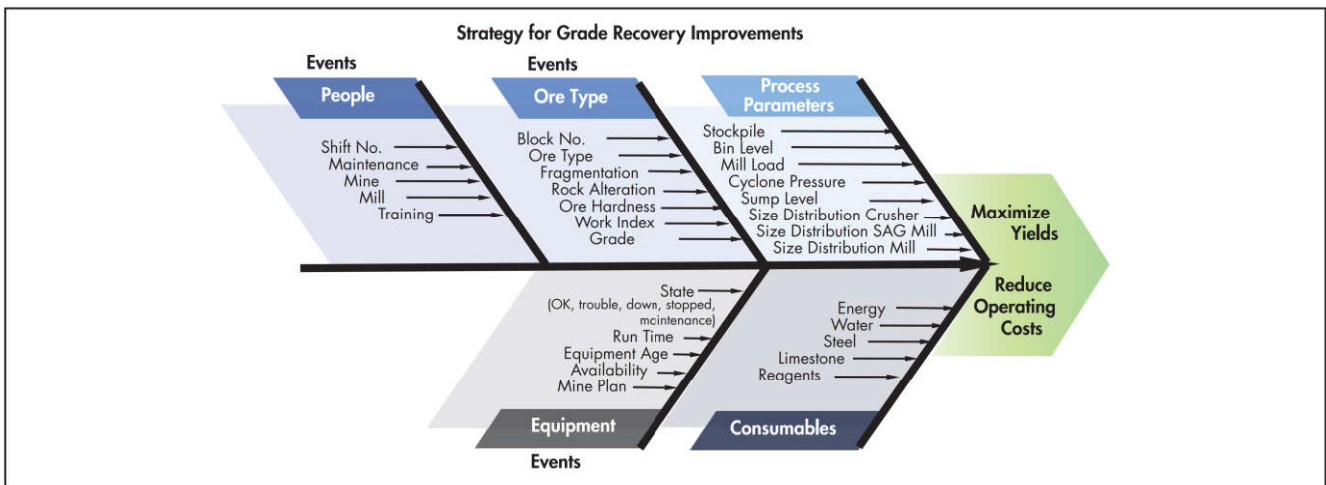 Strategy for Grade Recovery Improvements
Events
People
Shift No.
Maintenance
Mine
Mill
Training
Events
Ore Type
Block No.
Ore Type
Fragmentation
Rock Alteration
Ore Hardness
Work Index
Grade
Process
Parameters
Stockpile
Bin Level
Mill Load
Cyclone Pressure
Sump Level
Size Distribution Crusher
Size Distribution SAG Mill
Size Distribution Mill
Maximize
Yields
Reduce
Operating
Costs
State
(OK, trouble, down, stopped,
mcintenance)
Run Time
Equipment Age
Availability
Mine Plan
Equipment
Events
Energy
Water
Steel
Limestone
Reagents
Consumables